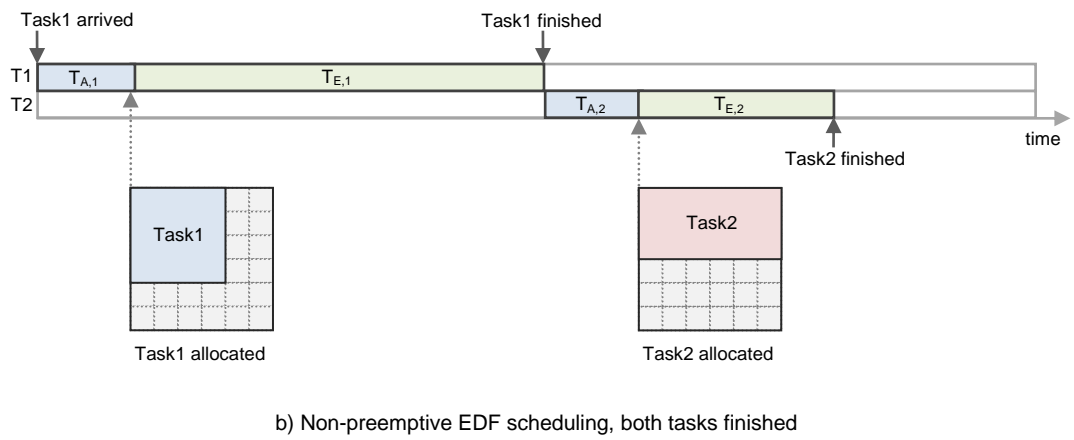 Task1 arrived
Task1 finished
T1
T_A,1
T_E,1
T2
T_A,2
T_E,2
time
Task2 finished
Task1
Task2
Task1 allocated
Task2 allocated
b) Non-preemptive EDF scheduling, both tasks finished